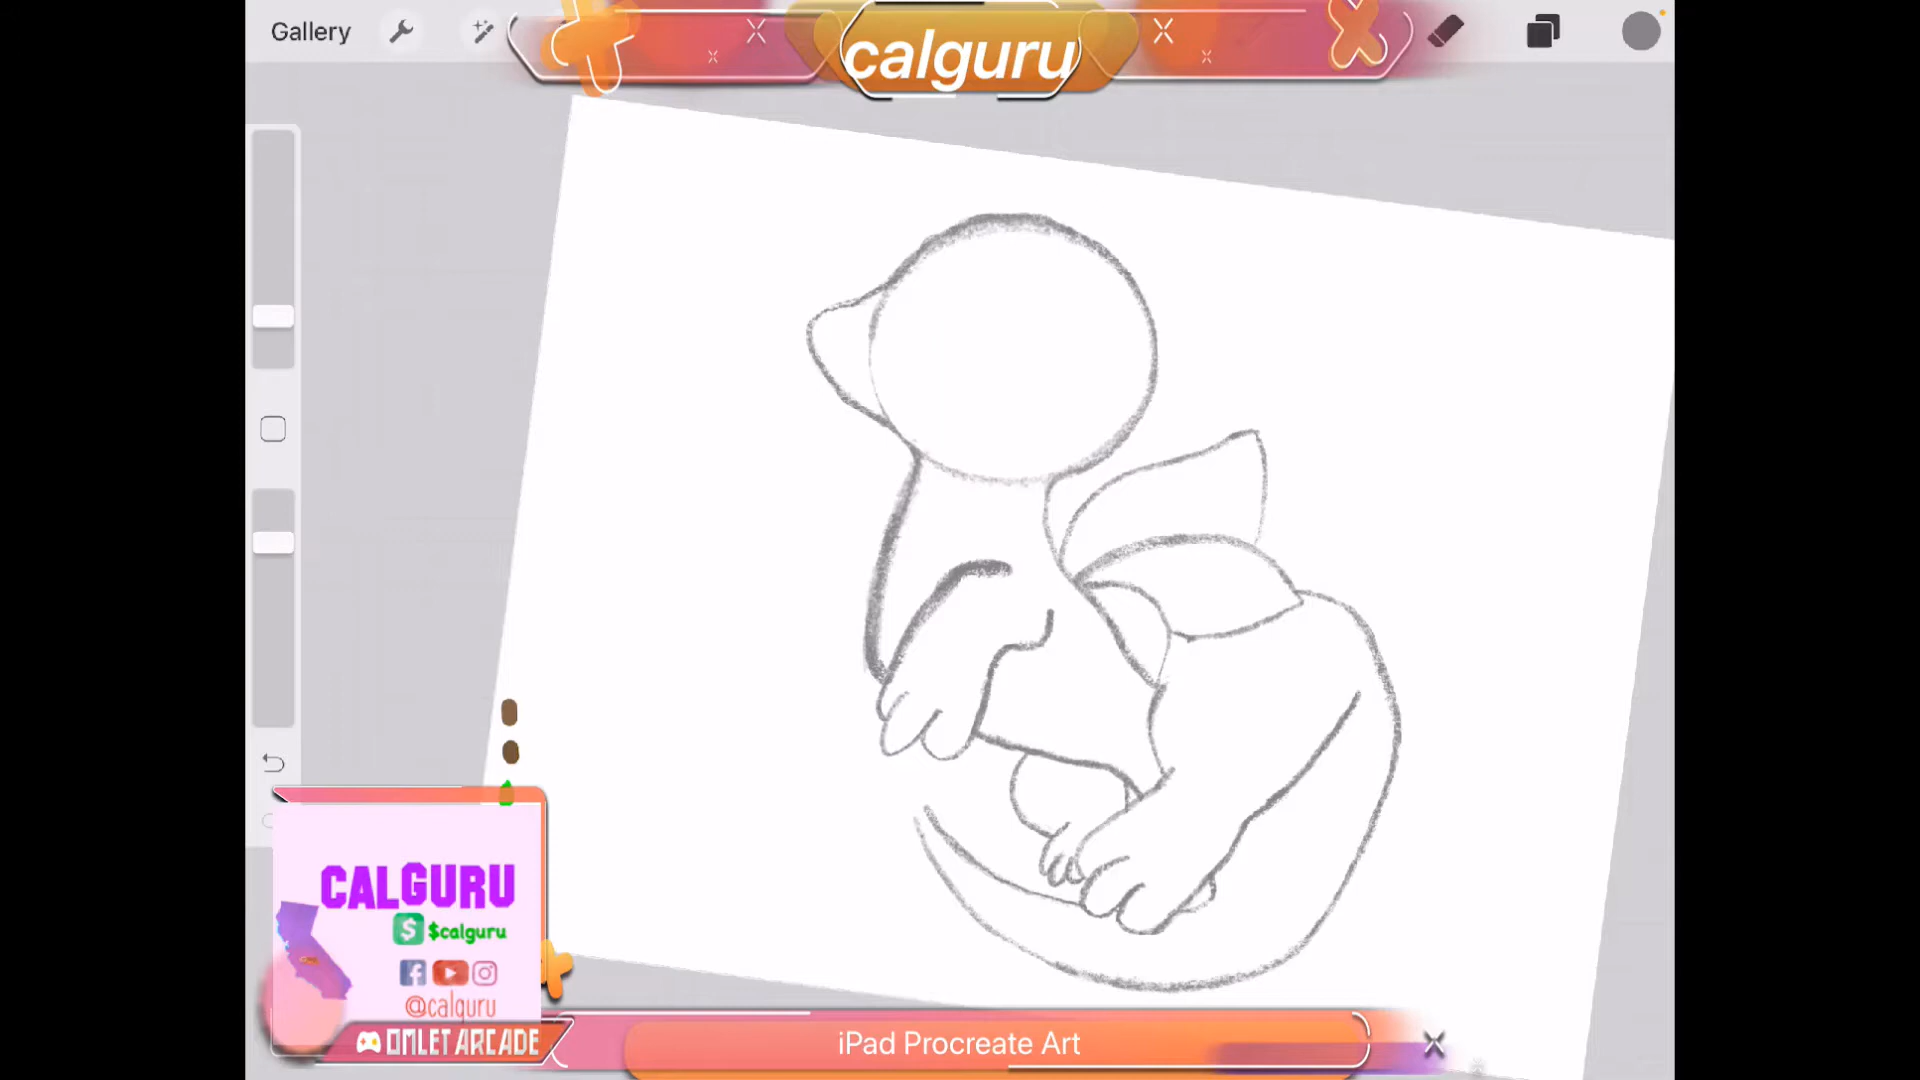 Gallery
calguru
CALGURU
$ $calguru
@calguru
OMLET ARCADE
iPad Procreate Art